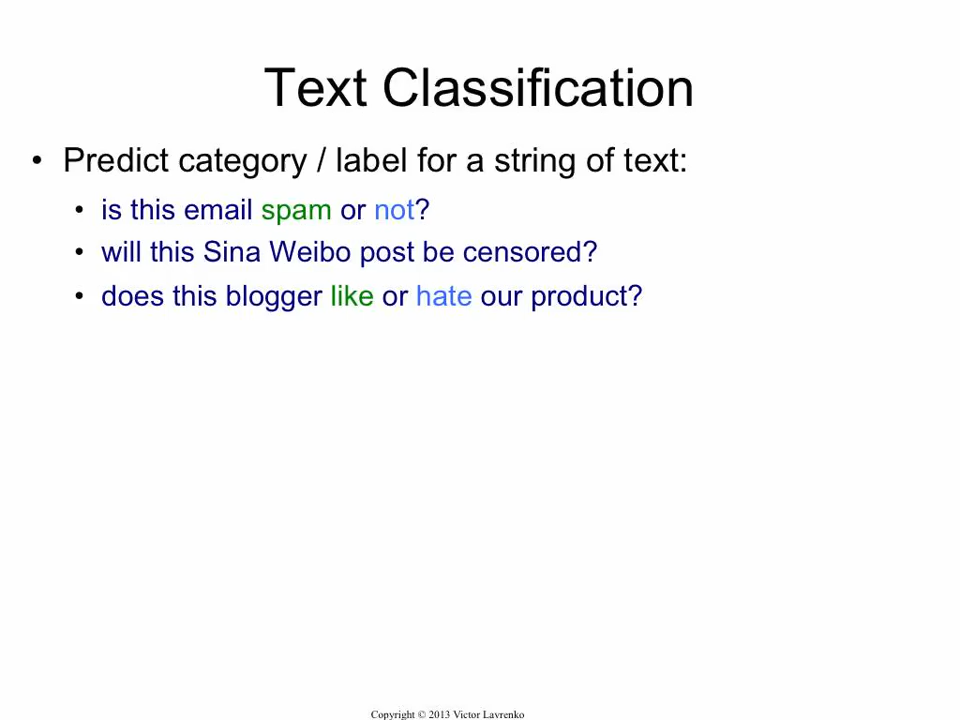 Text Classification
• Predict category / label for a string of text:
• is this email spam or not?
• will this Sina Weibo post be censored?
• does this blogger like or hate our product?
Copyright © 2013 Victor Lavrenko